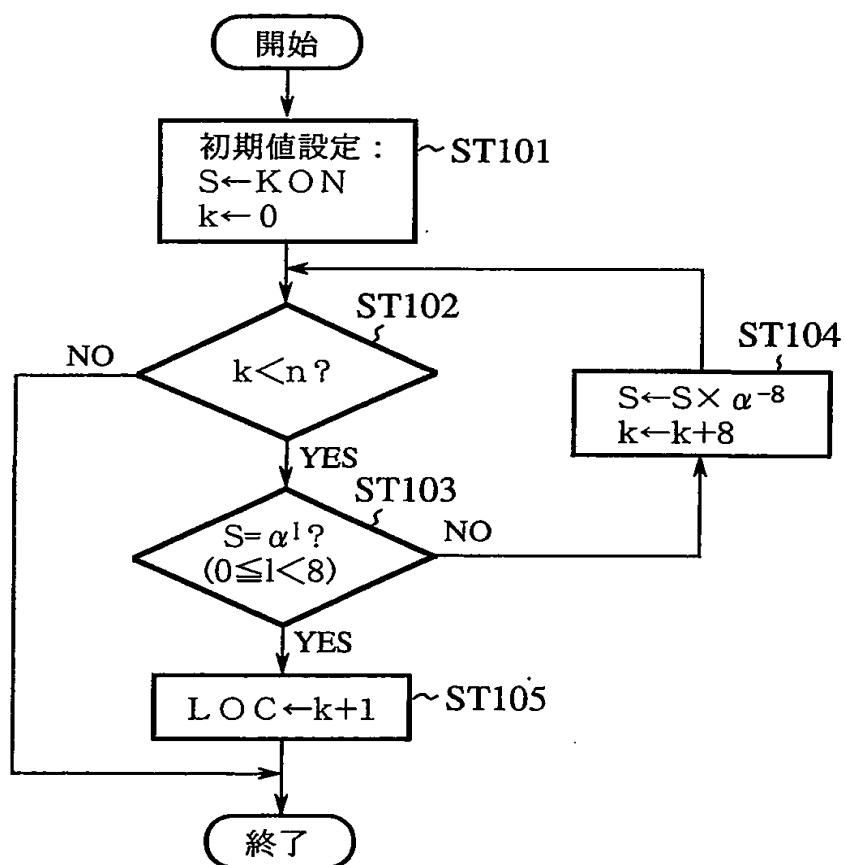 開始
初期値設定:
S←KON
k←0
ST101
ST102
k<n?
NO
YES
ST104
S←S×α⁻⁸
k←k+8
ST103
S=αˡ?
(0≦l<8)
NO
YES
LOC←k+1
ST105
終了